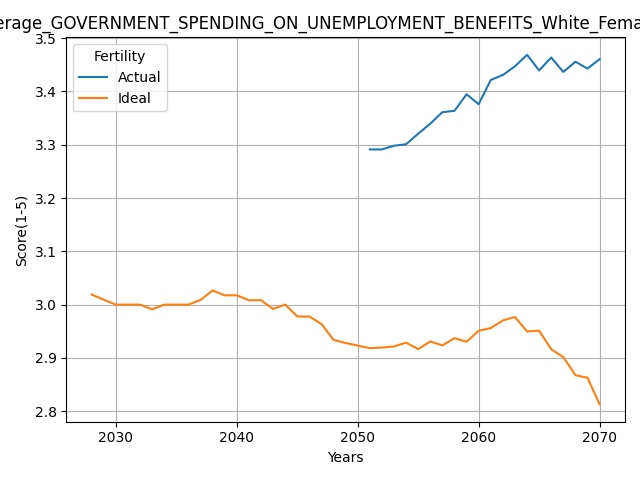 erage_GOVERNMENT_SPENDING_ON_UNEMPLOYMENT_BENEFITS_White_Fema
3.5
Fertility
Actual
Ideal
3.4
3.3
3.2
3.1
3.0
2.9
2.8
Score(1-5)
2030
2040
2050
2060
2070
Years